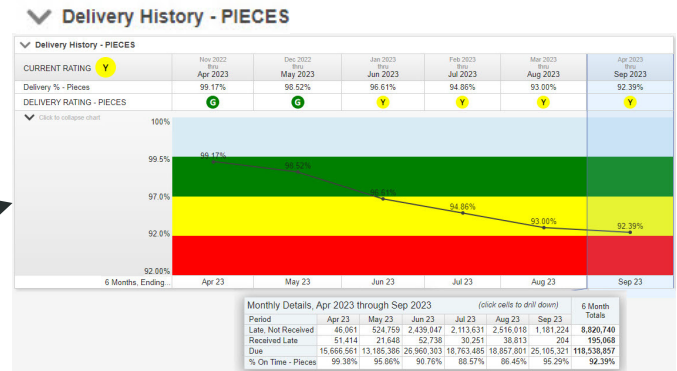 Delivery History - PIECES
Delivery History - PIECES
CURRENT RATING Y
Nov 2022 thru Apr 2023
Dec 2022 thru May 2023
Jan 2023 thru Jun 2023
Feb 2023 thru Jul 2023
Mar 2023 thru Aug 2023
Apr 2023 thru Sep 2023
Delivery % - Pieces 99.17% 98.52% 96.61% 94.86% 93.00% 92.39%
DELIVERY RATING - PIECES G G Y Y Y Y
Click to collapse chart
100%
99.5%
97.0%
92.0%
92.00%
99.17%
98.52%
96.61%
94.86%
93.00%
92.39%
6 Months, Ending... Apr 23 May 23 Jun 23 Jul 23 Aug 23 Sep 23
Monthly Details, Apr 2023 through Sep 2023 (click cells to drill down) 6 Month Totals
Period Apr 23 May 23 Jun 23 Jul 23 Aug 23 Sep 23
Late, Not Received 46,061 524,759 2,439,047 2,113,631 2,516,018 1,181,224 8,820,740
Received Late 51,414 21,648 52,738 30,251 38,813 204 195,068
Due 15,666,561 13,185,386 26,960,303 18,763,485 18,857,801 25,105,321 118,538,857
% On Time - Pieces 99.38% 95.86% 90.76% 88.57% 86.45% 95.29% 92.39%